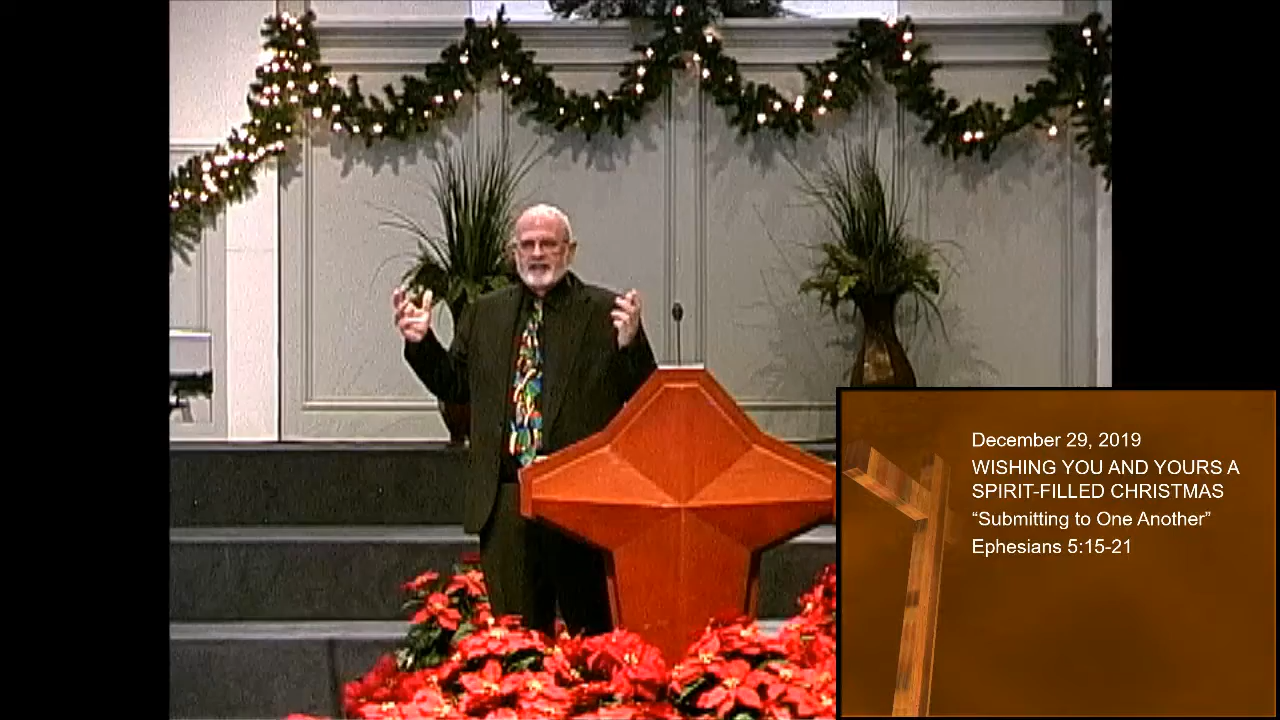 December 29, 2019
WISHING YOU AND YOURS A
SPIRIT-FILLED CHRISTMAS
“Submitting to One Another”
Ephesians 5:15-21